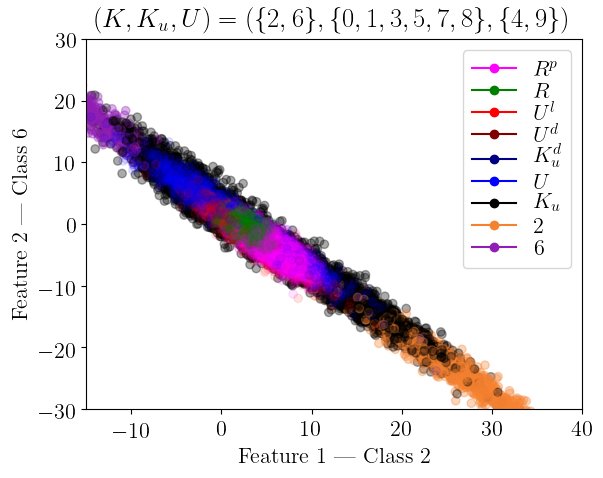 (K, K_u, U) = ({2, 6}, {0, 1, 3, 5, 7, 8}, {4, 9})
30
20
10
0
−10
−20
−30
Feature 2 — Class 6
R^p
R
U^l
U^d
K_u^d
U
K_u
2
6
−10
0
10
20
30
40
Feature 1 — Class 2